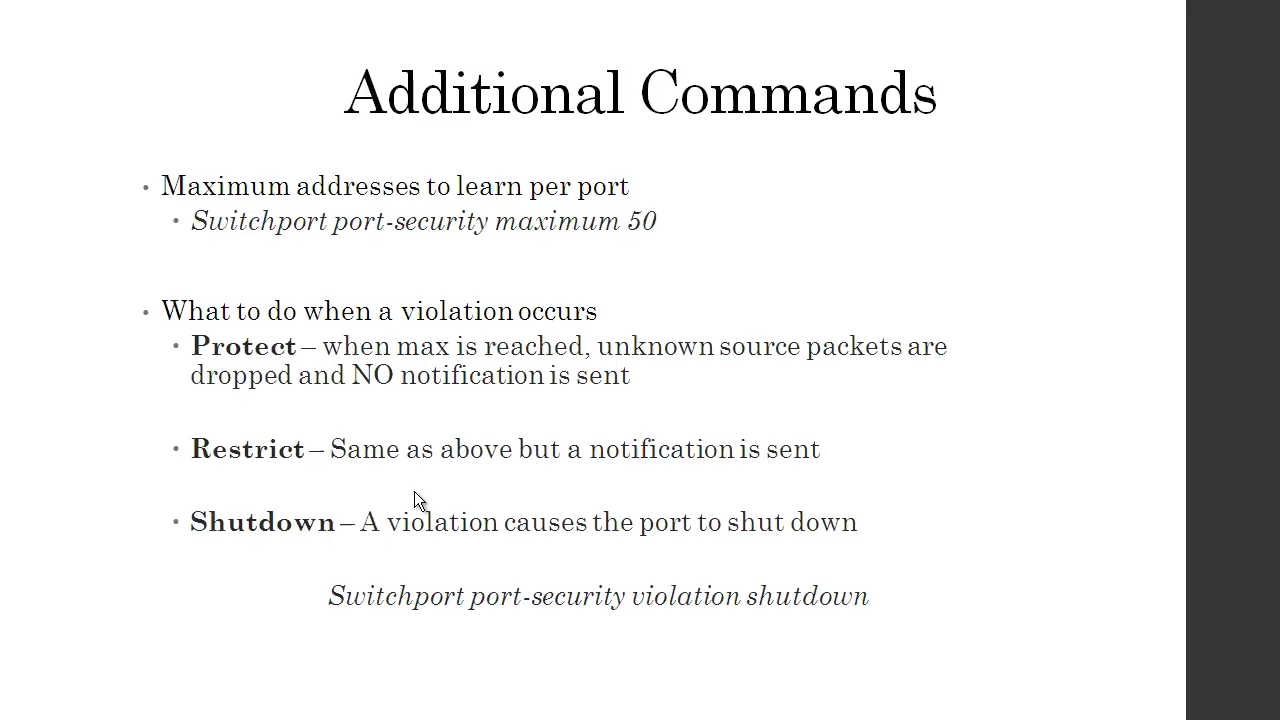 Additional Commands
• Maximum addresses to learn per port
• Switchport port-security maximum 50
• What to do when a violation occurs
• Protect – when max is reached, unknown source packets are
dropped and NO notification is sent
• Restrict – Same as above but a notification is sent
• Shutdown – A violation causes the port to shut down
Switchport port-security violation shutdown